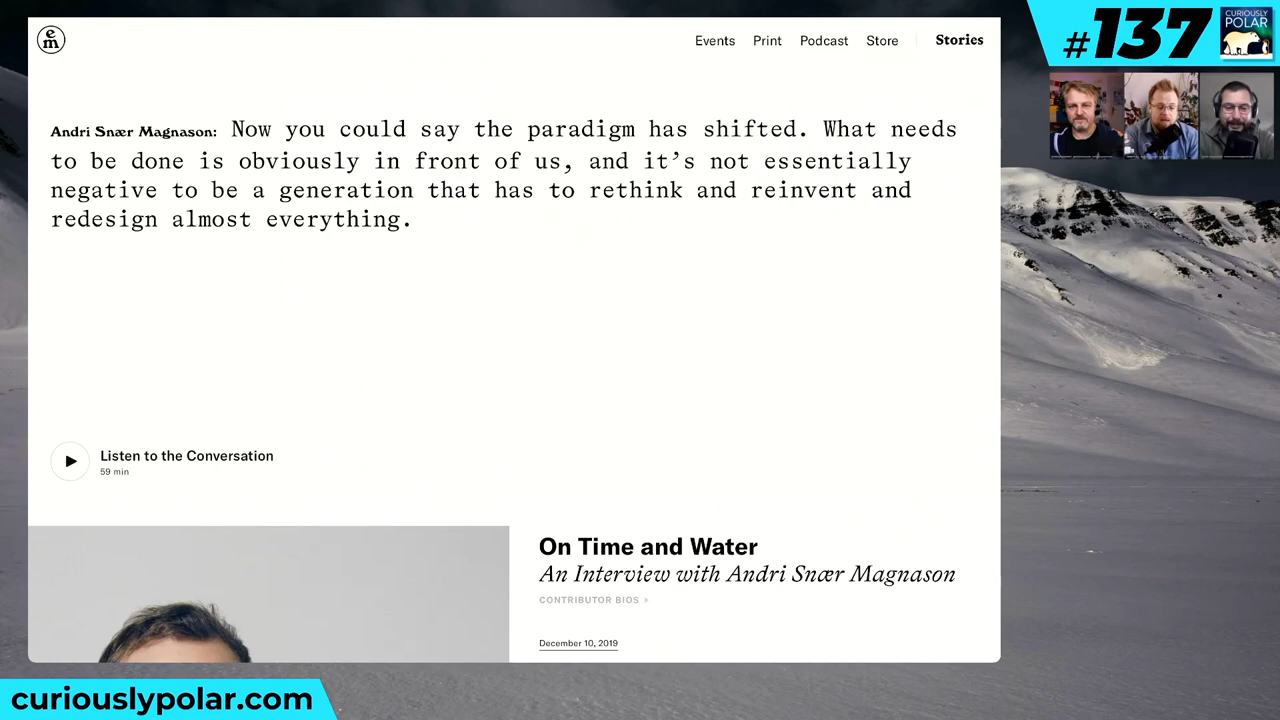 em
Events Print Podcast Store Stories
#137
CURIOUSLY
POLAR
Andri Snær Magnason: Now you could say the paradigm has shifted. What needs
to be done is obviously in front of us, and it’s not essentially
negative to be a generation that has to rethink and reinvent and
redesign almost everything.
Listen to the Conversation
59 min
On Time and Water
An Interview with Andri Snær Magnason
CONTRIBUTOR BIOS
December 10, 2019
curiouslypolar.com